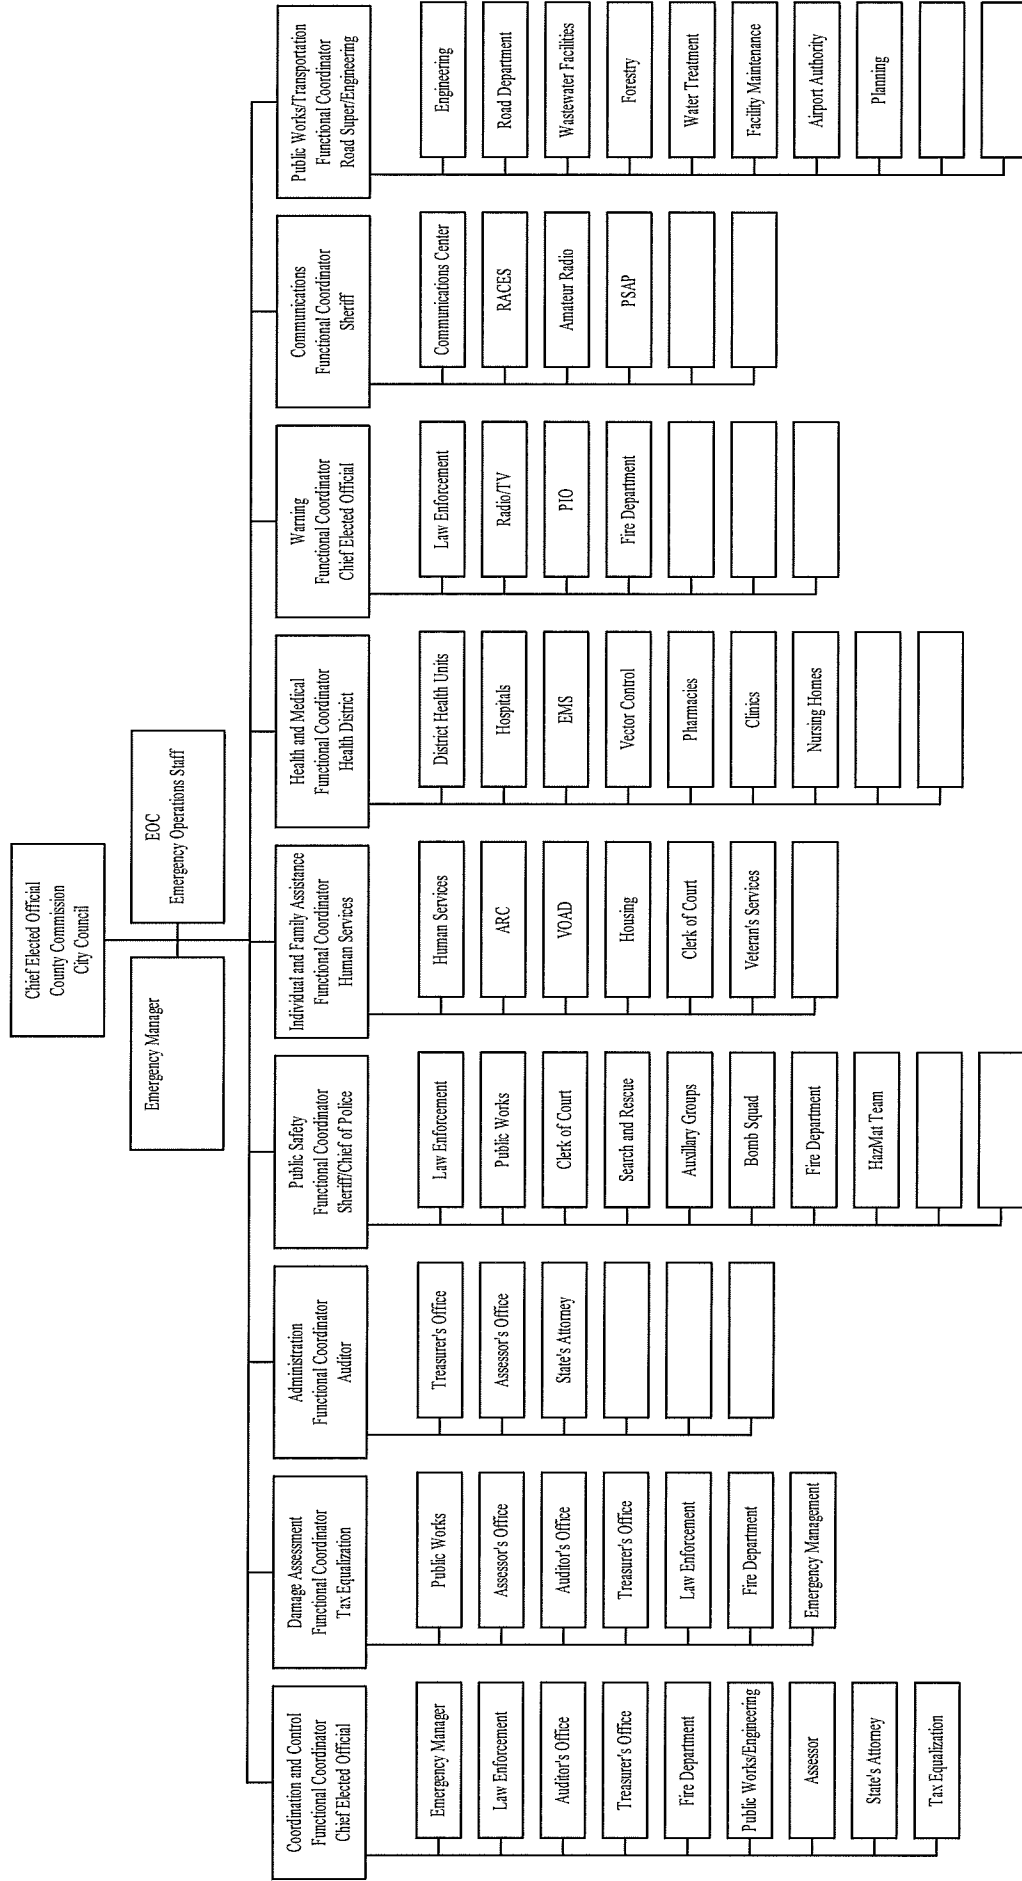 Chief Elected Official
County Commission
City Council
Emergency Manager
EOC
Emergency Operations Staff
Coordination and Control
Functional Coordinator
Chief Elected Official
Emergency Manager
Law Enforcement
Auditor's Office
Treasurer's Office
Fire Department
Public Works/Engineering
Assessor
State's Attorney
Tax Equalization
Damage Assessment
Functional Coordinator
Tax Equalization
Public Works
Assessor's Office
Auditor's Office
Treasurer's Office
Law Enforcement
Fire Department
Emergency Management
Administration
Functional Coordinator
Auditor
Treasurer's Office
Assessor's Office
State's Attorney
Public Safety
Functional Coordinator
Sheriff/Chief of Police
Law Enforcement
Public Works
Clerk of Court
Search and Rescue
Auxillary Groups
Bomb Squad
Fire Department
HazMat Team
Individual and Family Assistance
Functional Coordinator
Human Services
Human Services
ARC
VOAD
Housing
Clerk of Court
Veteran's Services
Health and Medical
Functional Coordinator
Health District
District Health Units
Hospitals
EMS
Vector Control
Pharmacies
Clinics
Nursing Homes
Warning
Functional Coordinator
Chief Elected Official
Law Enforcement
Radio/TV
PIO
Fire Department
Communications
Functional Coordinator
Sheriff
Communications Center
RACES
Amateur Radio
PSAP
Public Works/Transportation
Functional Coordinator
Road Super/Engineering
Engineering
Road Department
Wastewater Facilities
Forestry
Water Treatment
Facility Maintenance
Airport Authority
Planning